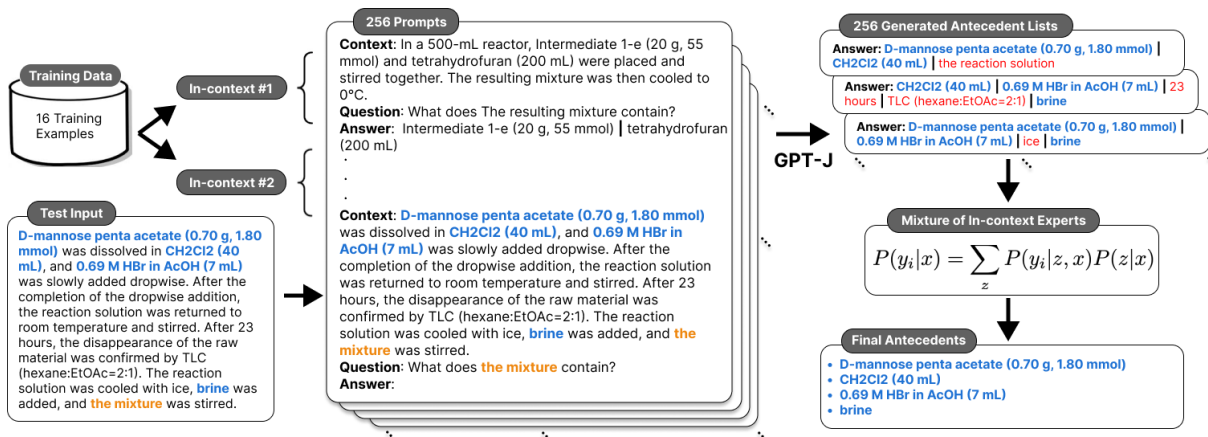 Training Data
16 Training
Examples
In-context #1
In-context #2
Test Input
D-mannose penta acetate (0.70 g, 1.80
mmol) was dissolved in CH2Cl2 (40
mL), and 0.69 M HBr in AcOH (7 mL)
was slowly added dropwise. After the
completion of the dropwise addition,
the reaction solution was returned to
room temperature and stirred. After 23
hours, the disappearance of the raw
material was confirmed by TLC
(hexane:EtOAc=2:1). The reaction
solution was cooled with ice, brine was
added, and the mixture was stirred.
256 Prompts
Context: In a 500-mL reactor, Intermediate 1-e (20 g, 55
mmol) and tetrahydrofuran (200 mL) were placed and
stirred together. The resulting mixture was then cooled to
0°C.
Question: What does The resulting mixture contain?
Answer: Intermediate 1-e (20 g, 55 mmol) | tetrahydrofuran
(200 mL)
.
.
.
Context: D-mannose penta acetate (0.70 g, 1.80 mmol)
was dissolved in CH2Cl2 (40 mL), and 0.69 M HBr in
AcOH (7 mL) was slowly added dropwise. After the
completion of the dropwise addition, the reaction solution
was returned to room temperature and stirred. After 23
hours, the disappearance of the raw material was
confirmed by TLC (hexane:EtOAc=2:1). The reaction
solution was cooled with ice, brine was added, and the
mixture was stirred.
Question: What does the mixture contain?
Answer:
GPT-J
256 Generated Antecedent Lists
Answer: D-mannose penta acetate (0.70 g, 1.80 mmol) |
CH2Cl2 (40 mL) | the reaction solution
Answer: CH2Cl2 (40 mL) | 0.69 M HBr in AcOH (7 mL) | 23
hours | TLC (hexane:EtOAc=2:1) | brine
Answer: D-mannose penta acetate (0.70 g, 1.80 mmol) |
0.69 M HBr in AcOH (7 mL) | ice | brine
Mixture of In-context Experts
P(y_i|x) = ∑_z P(y_i|z, x)P(z|x)
Final Antecedents
• D-mannose penta acetate (0.70 g, 1.80 mmol)
• CH2Cl2 (40 mL)
• 0.69 M HBr in AcOH (7 mL)
• brine